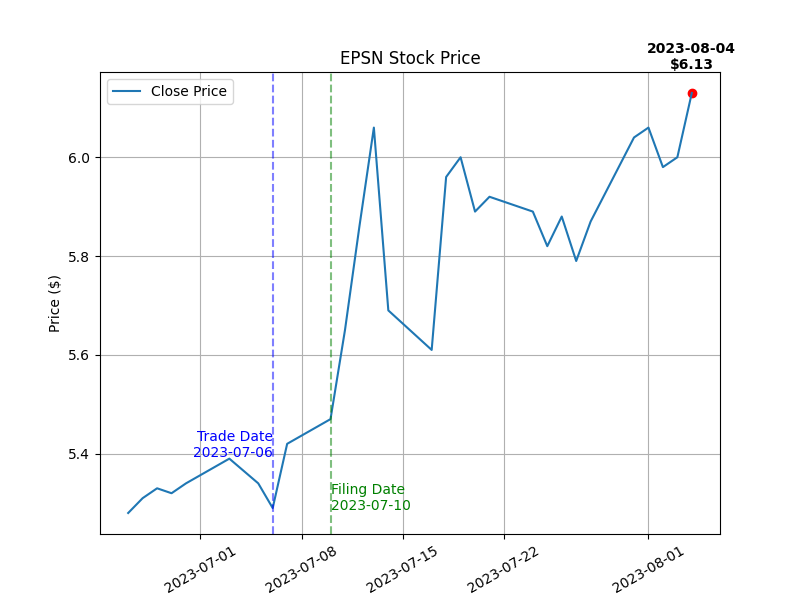 2023-08-04
$6.13
EPSN Stock Price
Close Price
6.0
5.8
5.6
5.4
Price ($)
Trade Date
2023-07-06
Filing Date
2023-07-10
2023-07-01
2023-07-08
2023-07-15
2023-07-22
2023-08-01